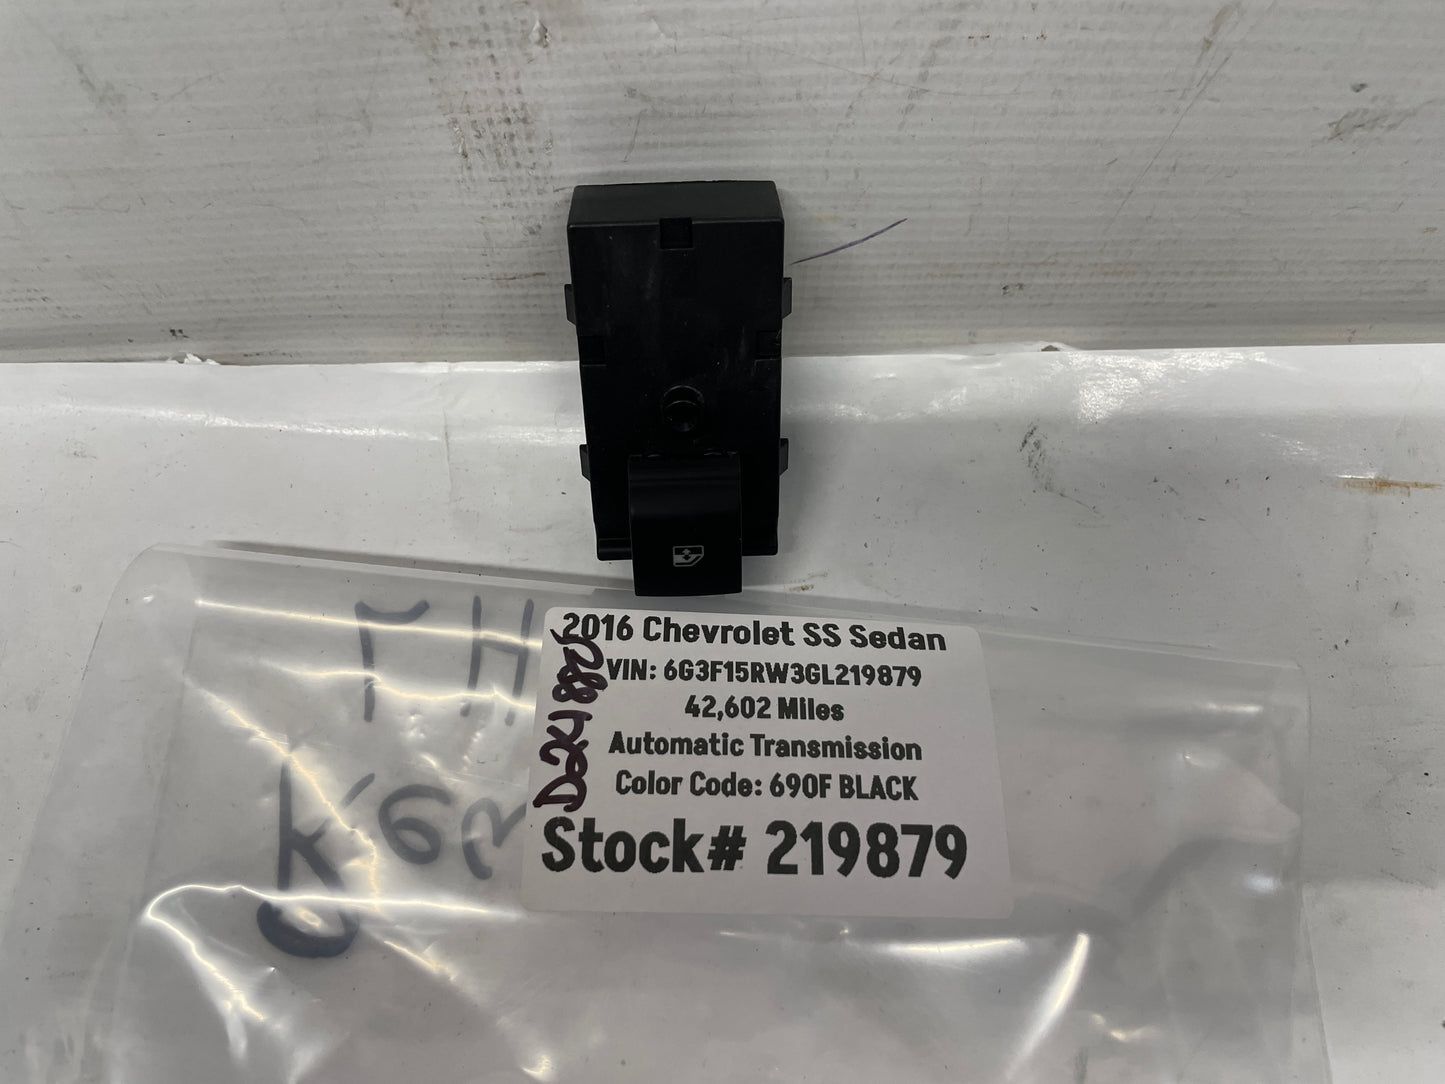 2016 Chevrolet SS Sedan
VIN: 6G3F15RW3GL219879
42,602 Miles
Automatic Transmission
Color Code: 690F BLACK
Stock# 219879